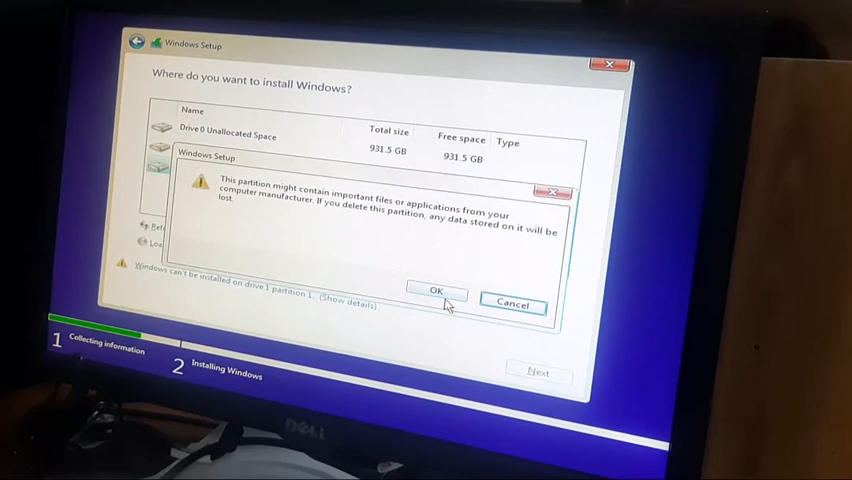 Windows Setup
Where do you want to install Windows?
Name
Total size
Free space
Type
Drive 0 Unallocated Space
931.5 GB
931.5 GB
Windows Setup
This partition might contain important files or applications from your
computer manufacturer. If you delete this partition, any data stored on it will be
lost.
OK
Cancel
Windows can't be installed on drive 1 partition 1. (Show details)
Next
1 Collecting information
2 Installing Windows
DELL